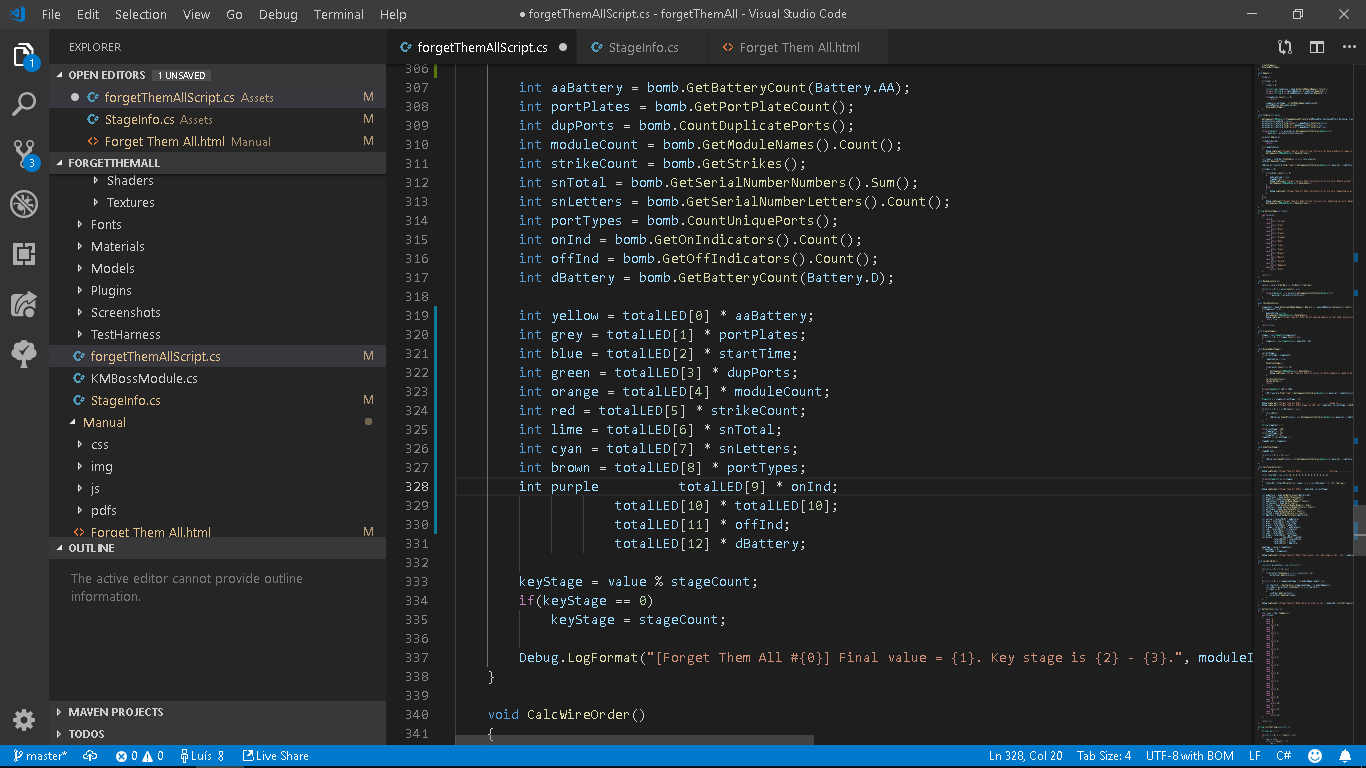 File Edit Selection View Go Debug Terminal Help
● forgetThemAllScript.cs - forgetThemAll - Visual Studio Code
EXPLORER
OPEN EDITORS 1 UNSAVED
forgetThemAllScript.cs Assets M
StageInfo.cs Assets M
Forget Them All.html Manual M
FORGETTHEMALL
Shaders
Textures
Fonts
Materials
Models
Plugins
Screenshots
TestHarness
forgetThemAllScript.cs M
KMBossModule.cs
StageInfo.cs M
Manual
css
img
js
pdfs
Forget Them All.html M
OUTLINE
The active editor cannot provide outline
information.
MAVEN PROJECTS
TODOS
1
3
forgetThemAllScript.cs StageInfo.cs Forget Them All.html
306
307 int aaBattery = bomb.GetBatteryCount(Battery.AA);
308 int portPlates = bomb.GetPortPlateCount();
309 int dupPorts = bomb.CountDuplicatePorts();
310 int moduleCount = bomb.GetModuleNames().Count();
311 int strikeCount = bomb.GetStrikes();
312 int snTotal = bomb.GetSerialNumberNumbers().Sum();
313 int snLetters = bomb.GetSerialNumberLetters().Count();
314 int portTypes = bomb.CountUniquePorts();
315 int onInd = bomb.GetOnIndicators().Count();
316 int offInd = bomb.GetOffIndicators().Count();
317 int dBattery = bomb.GetBatteryCount(Battery.D);
318
319 int yellow = totalLED[0] * aaBattery;
320 int grey = totalLED[1] * portPlates;
321 int blue = totalLED[2] * startTime;
322 int green = totalLED[3] * dupPorts;
323 int orange = totalLED[4] * moduleCount;
324 int red = totalLED[5] * strikeCount;
325 int lime = totalLED[6] * snTotal;
326 int cyan = totalLED[7] * snLetters;
327 int brown = totalLED[8] * portTypes;
328 int purple totalLED[9] * onInd;
329 totalLED[10] * totalLED[10];
330 totalLED[11] * offInd;
331 totalLED[12] * dBattery;
332
333 keyStage = value % stageCount;
334 if(keyStage == 0)
335 keyStage = stageCount;
336
337 Debug.LogFormat("[Forget Them All #{0}] Final value = {1}. Key stage is {2} - {3}.", moduleI
338 }
339
340 void CalcWireOrder()
341 {
master* 0 0 Luís 8 Live Share
Ln 328, Col 20 Tab Size: 4 UTF-8 with BOM LF C#